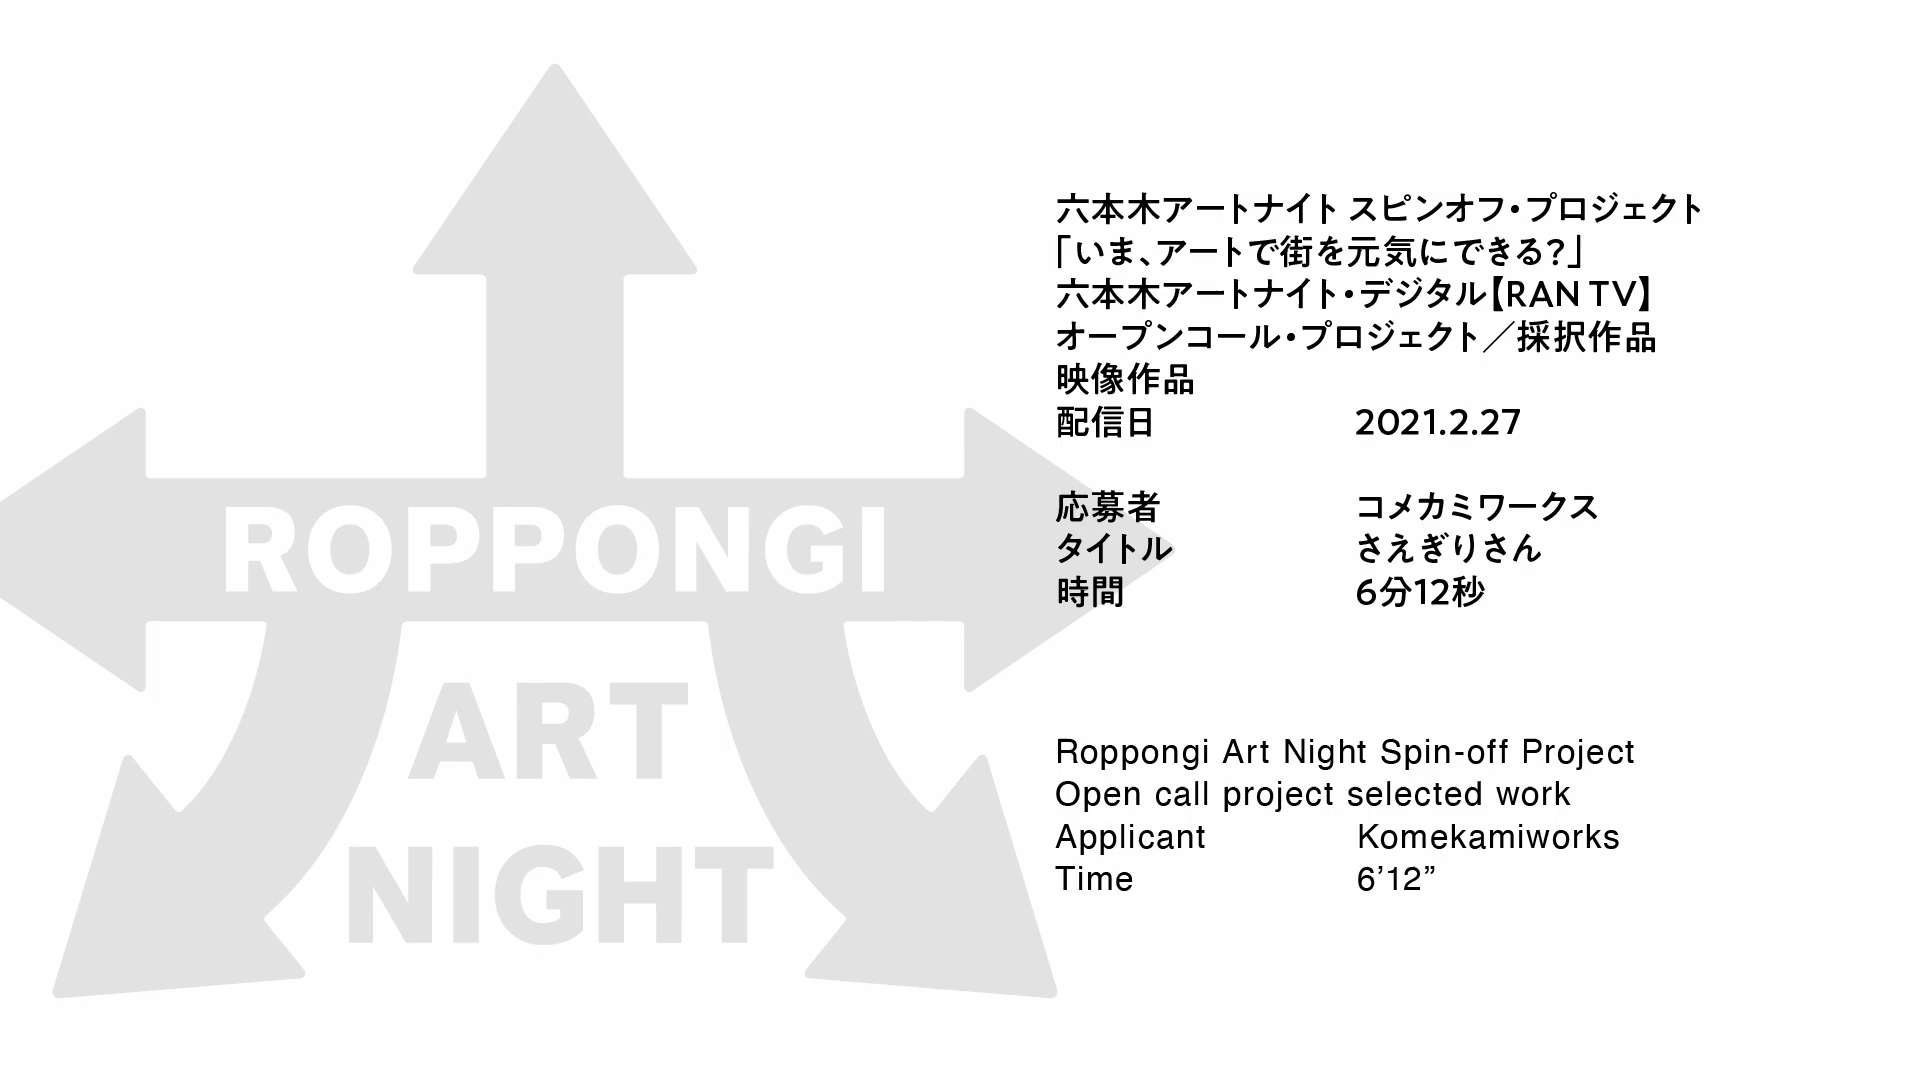 ROPPONGI
ART
NIGHT
六本木アートナイト スピンオフ・プロジェクト
「いま、アートで街を元気にできる?」
六本木アートナイト・デジタル【RAN TV】
オープンコール・プロジェクト／採択作品
映像作品
配信日 2021.2.27
応募者 コメカミワークス
タイトル さえぎりさん
時間 6分12秒
Roppongi Art Night Spin-off Project
Open call project selected work
Applicant Komekamiworks
Time 6’12”